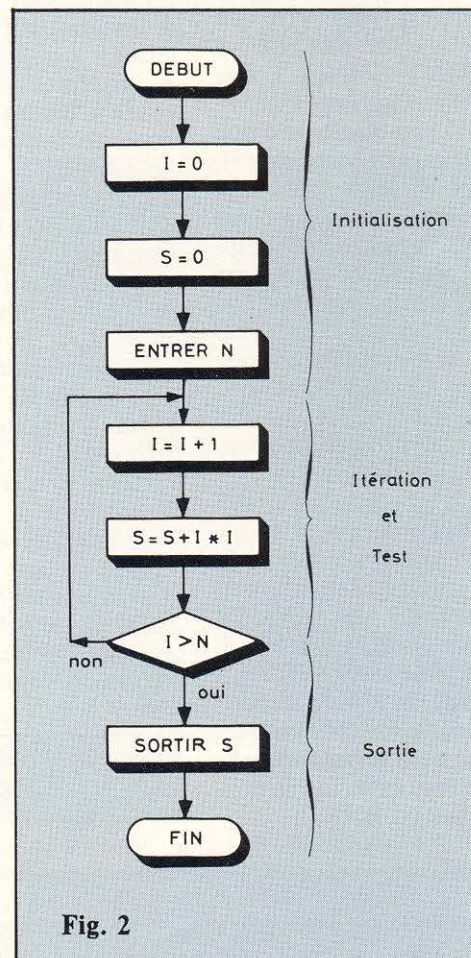 DEBUT
I = 0
S = 0
Initialisation
ENTRER N
I = I + 1
S = S + I * I
Itération
et
Test
I > N
non
oui
SORTIR S
Sortie
FIN
Fig. 2